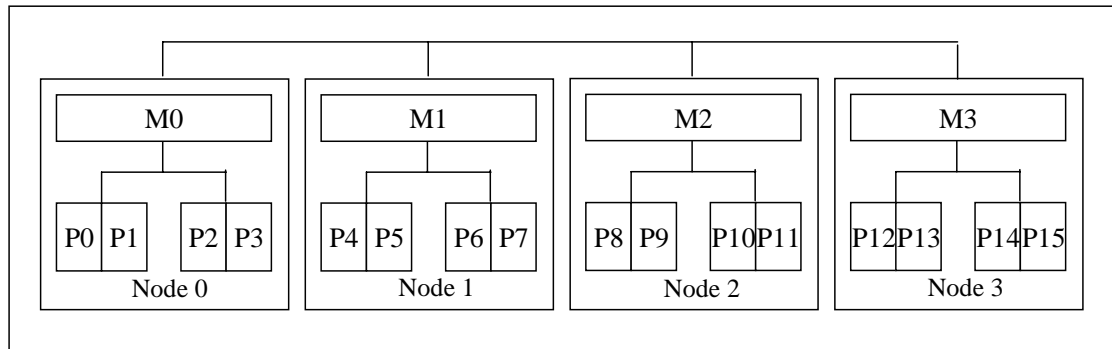 M0 M1 M2 M3
P0 P1 P2 P3 P4 P5 P6 P7 P8 P9 P10 P11 P12 P13 P14 P15
Node 0 Node 1 Node 2 Node 3